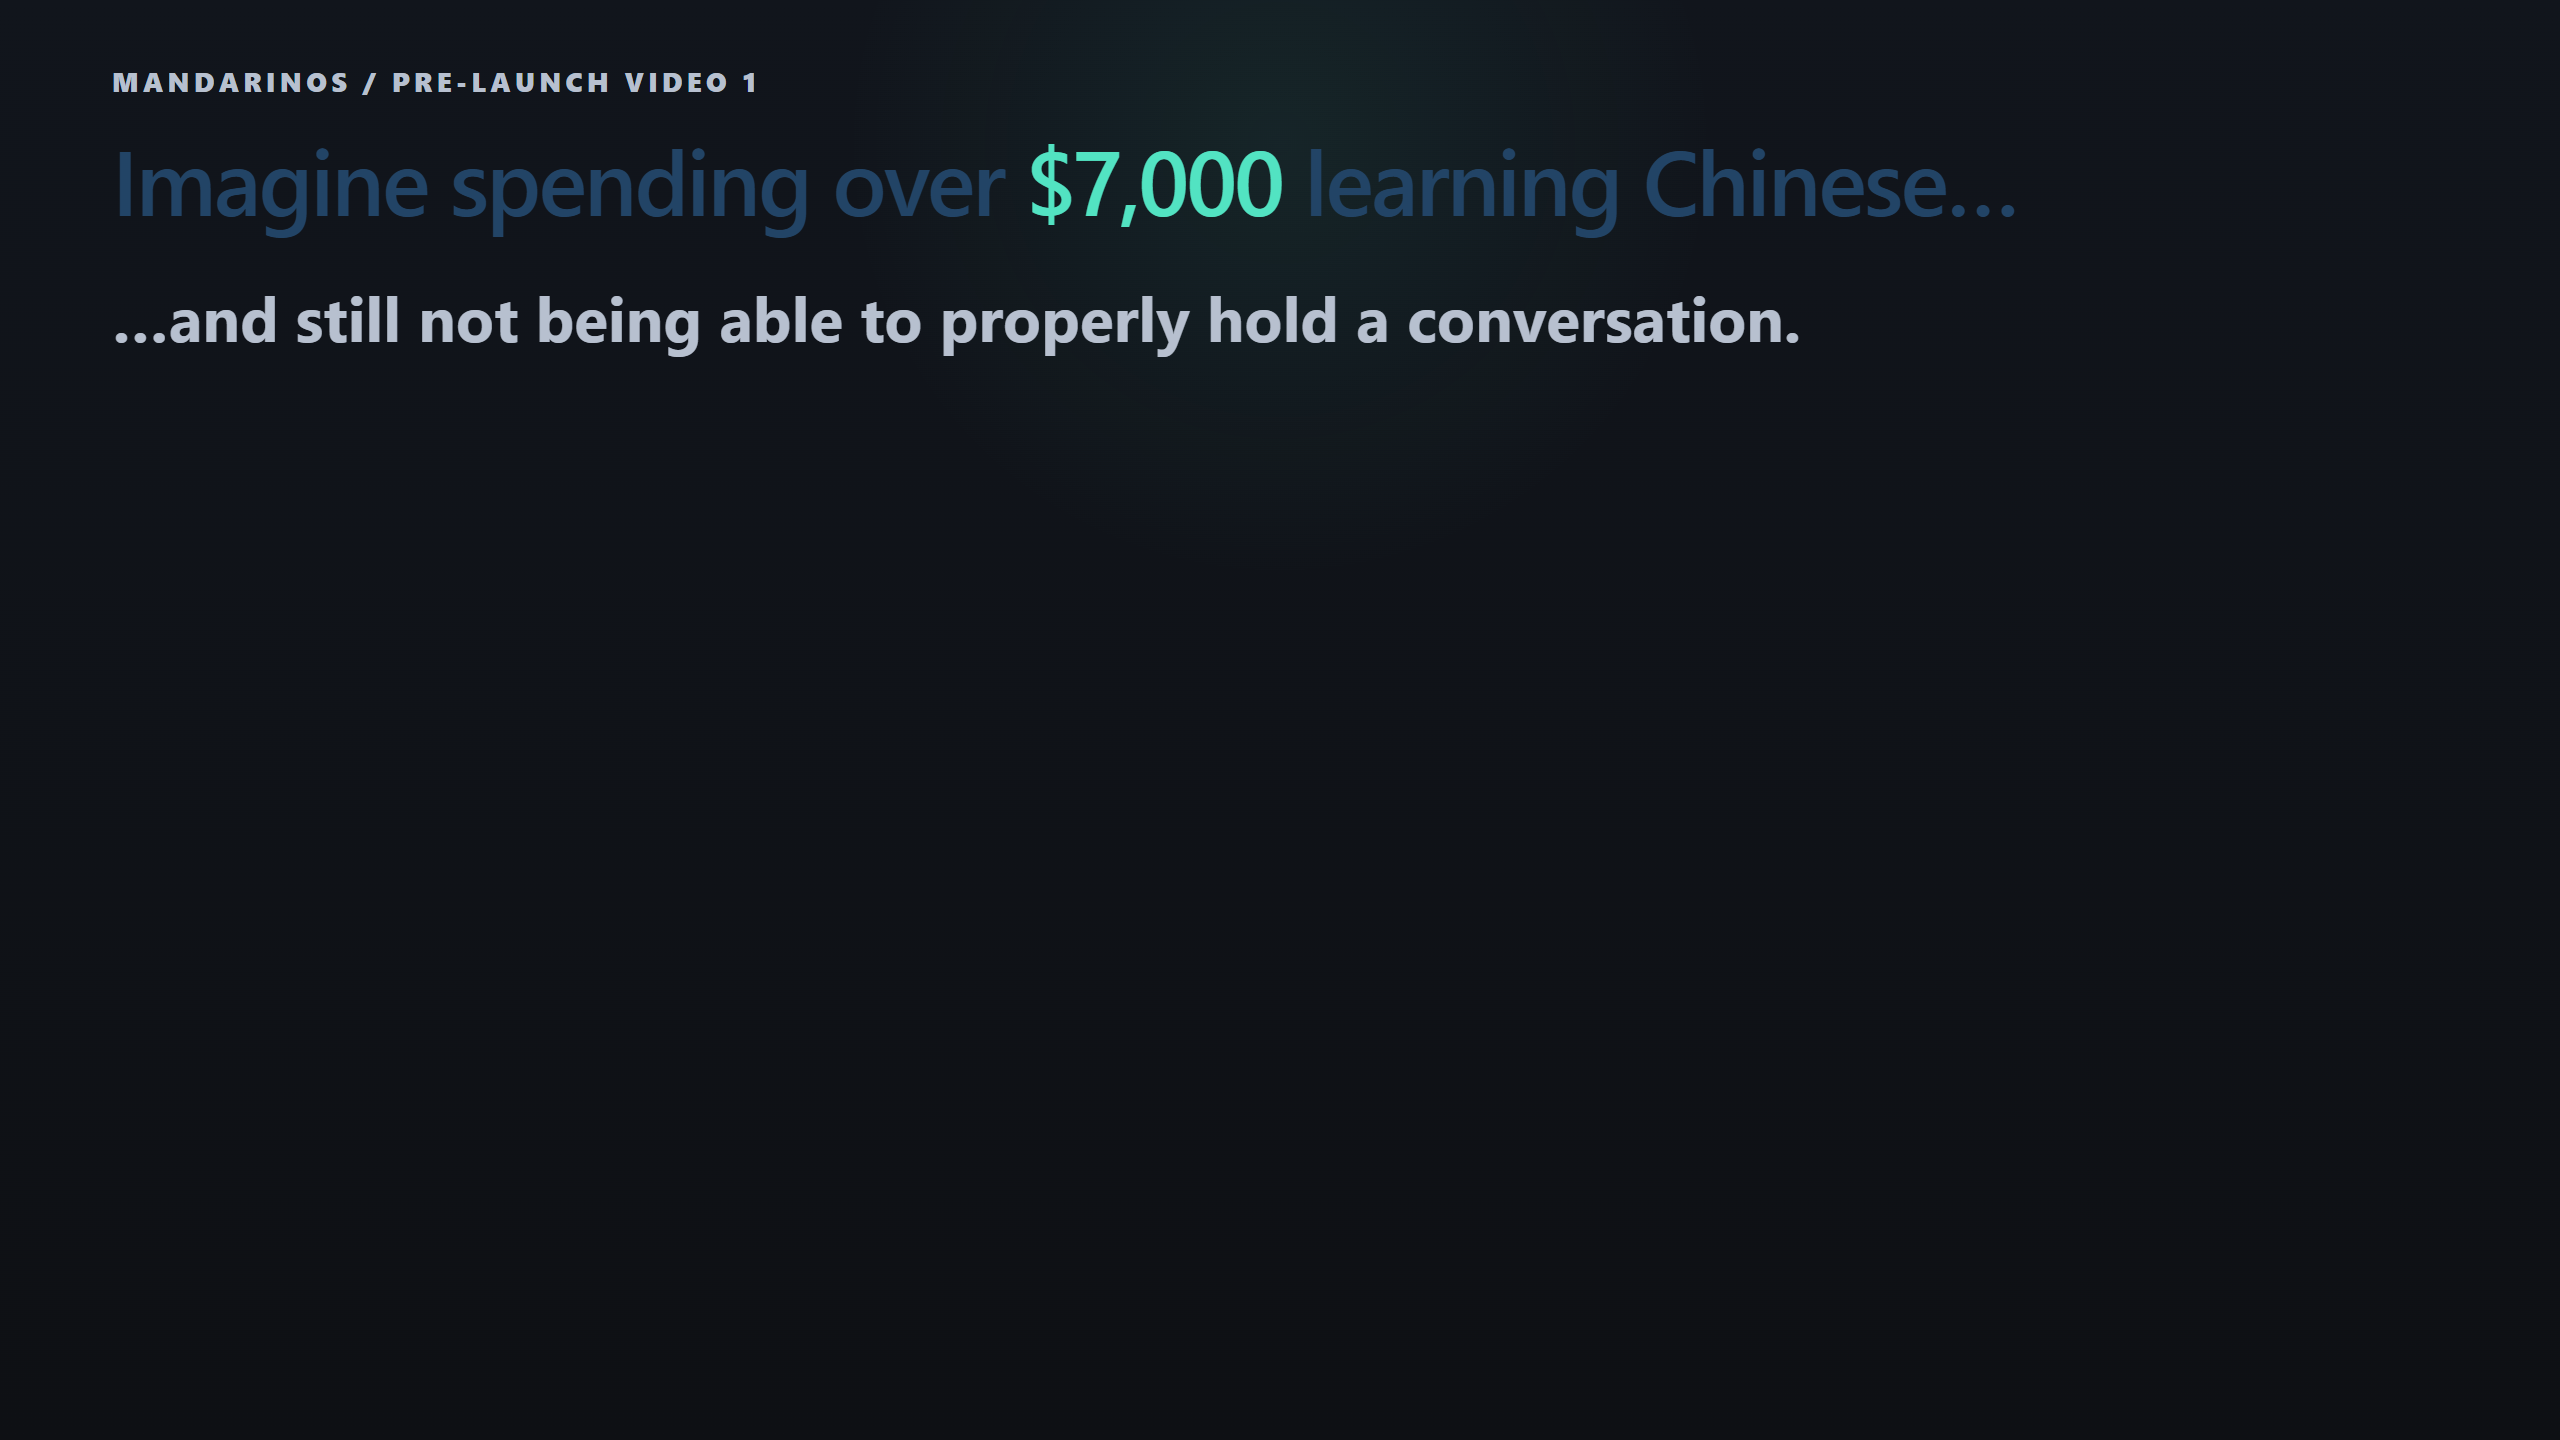 MANDARINOS / PRE-LAUNCH VIDEO 1
Imagine spending over $7,000 learning Chinese…
…and still not being able to properly hold a conversation.